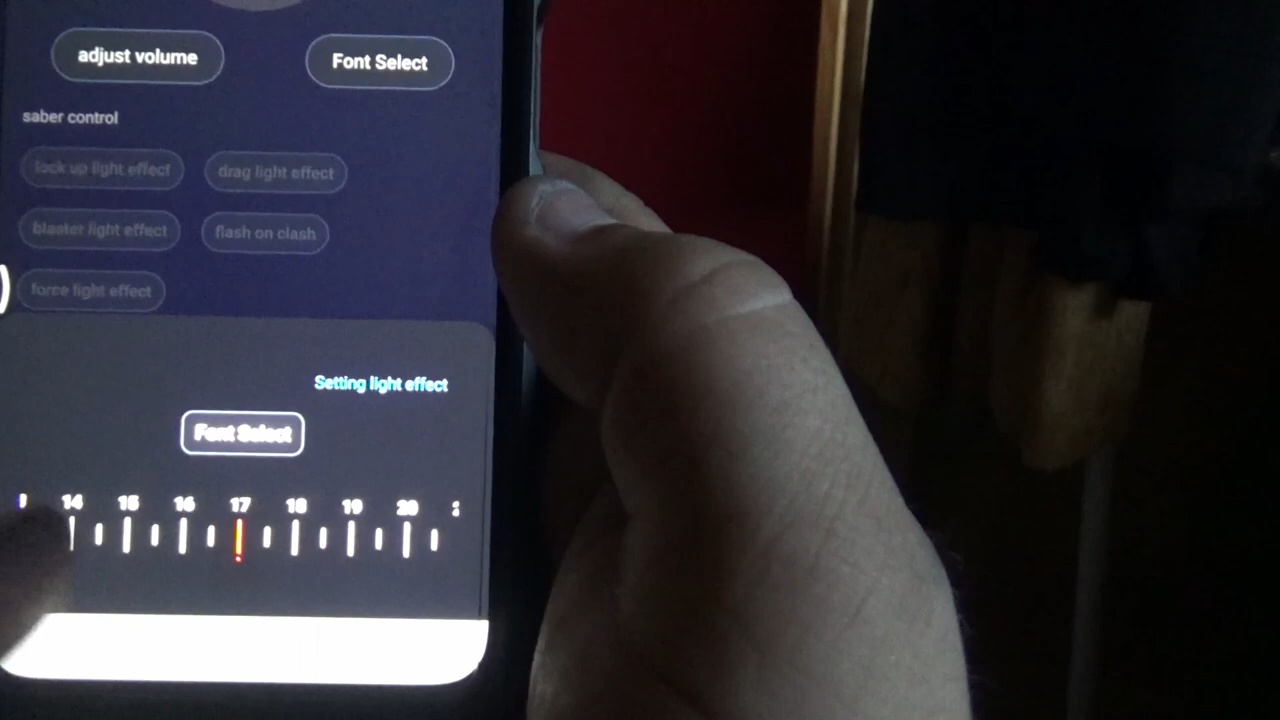 adjust volume
Font Select
saber control
lock up light effect
drag light effect
blaster light effect
flash on clash
force light effect
Setting light effect
Font Select
14 15 16 17 18 19 20